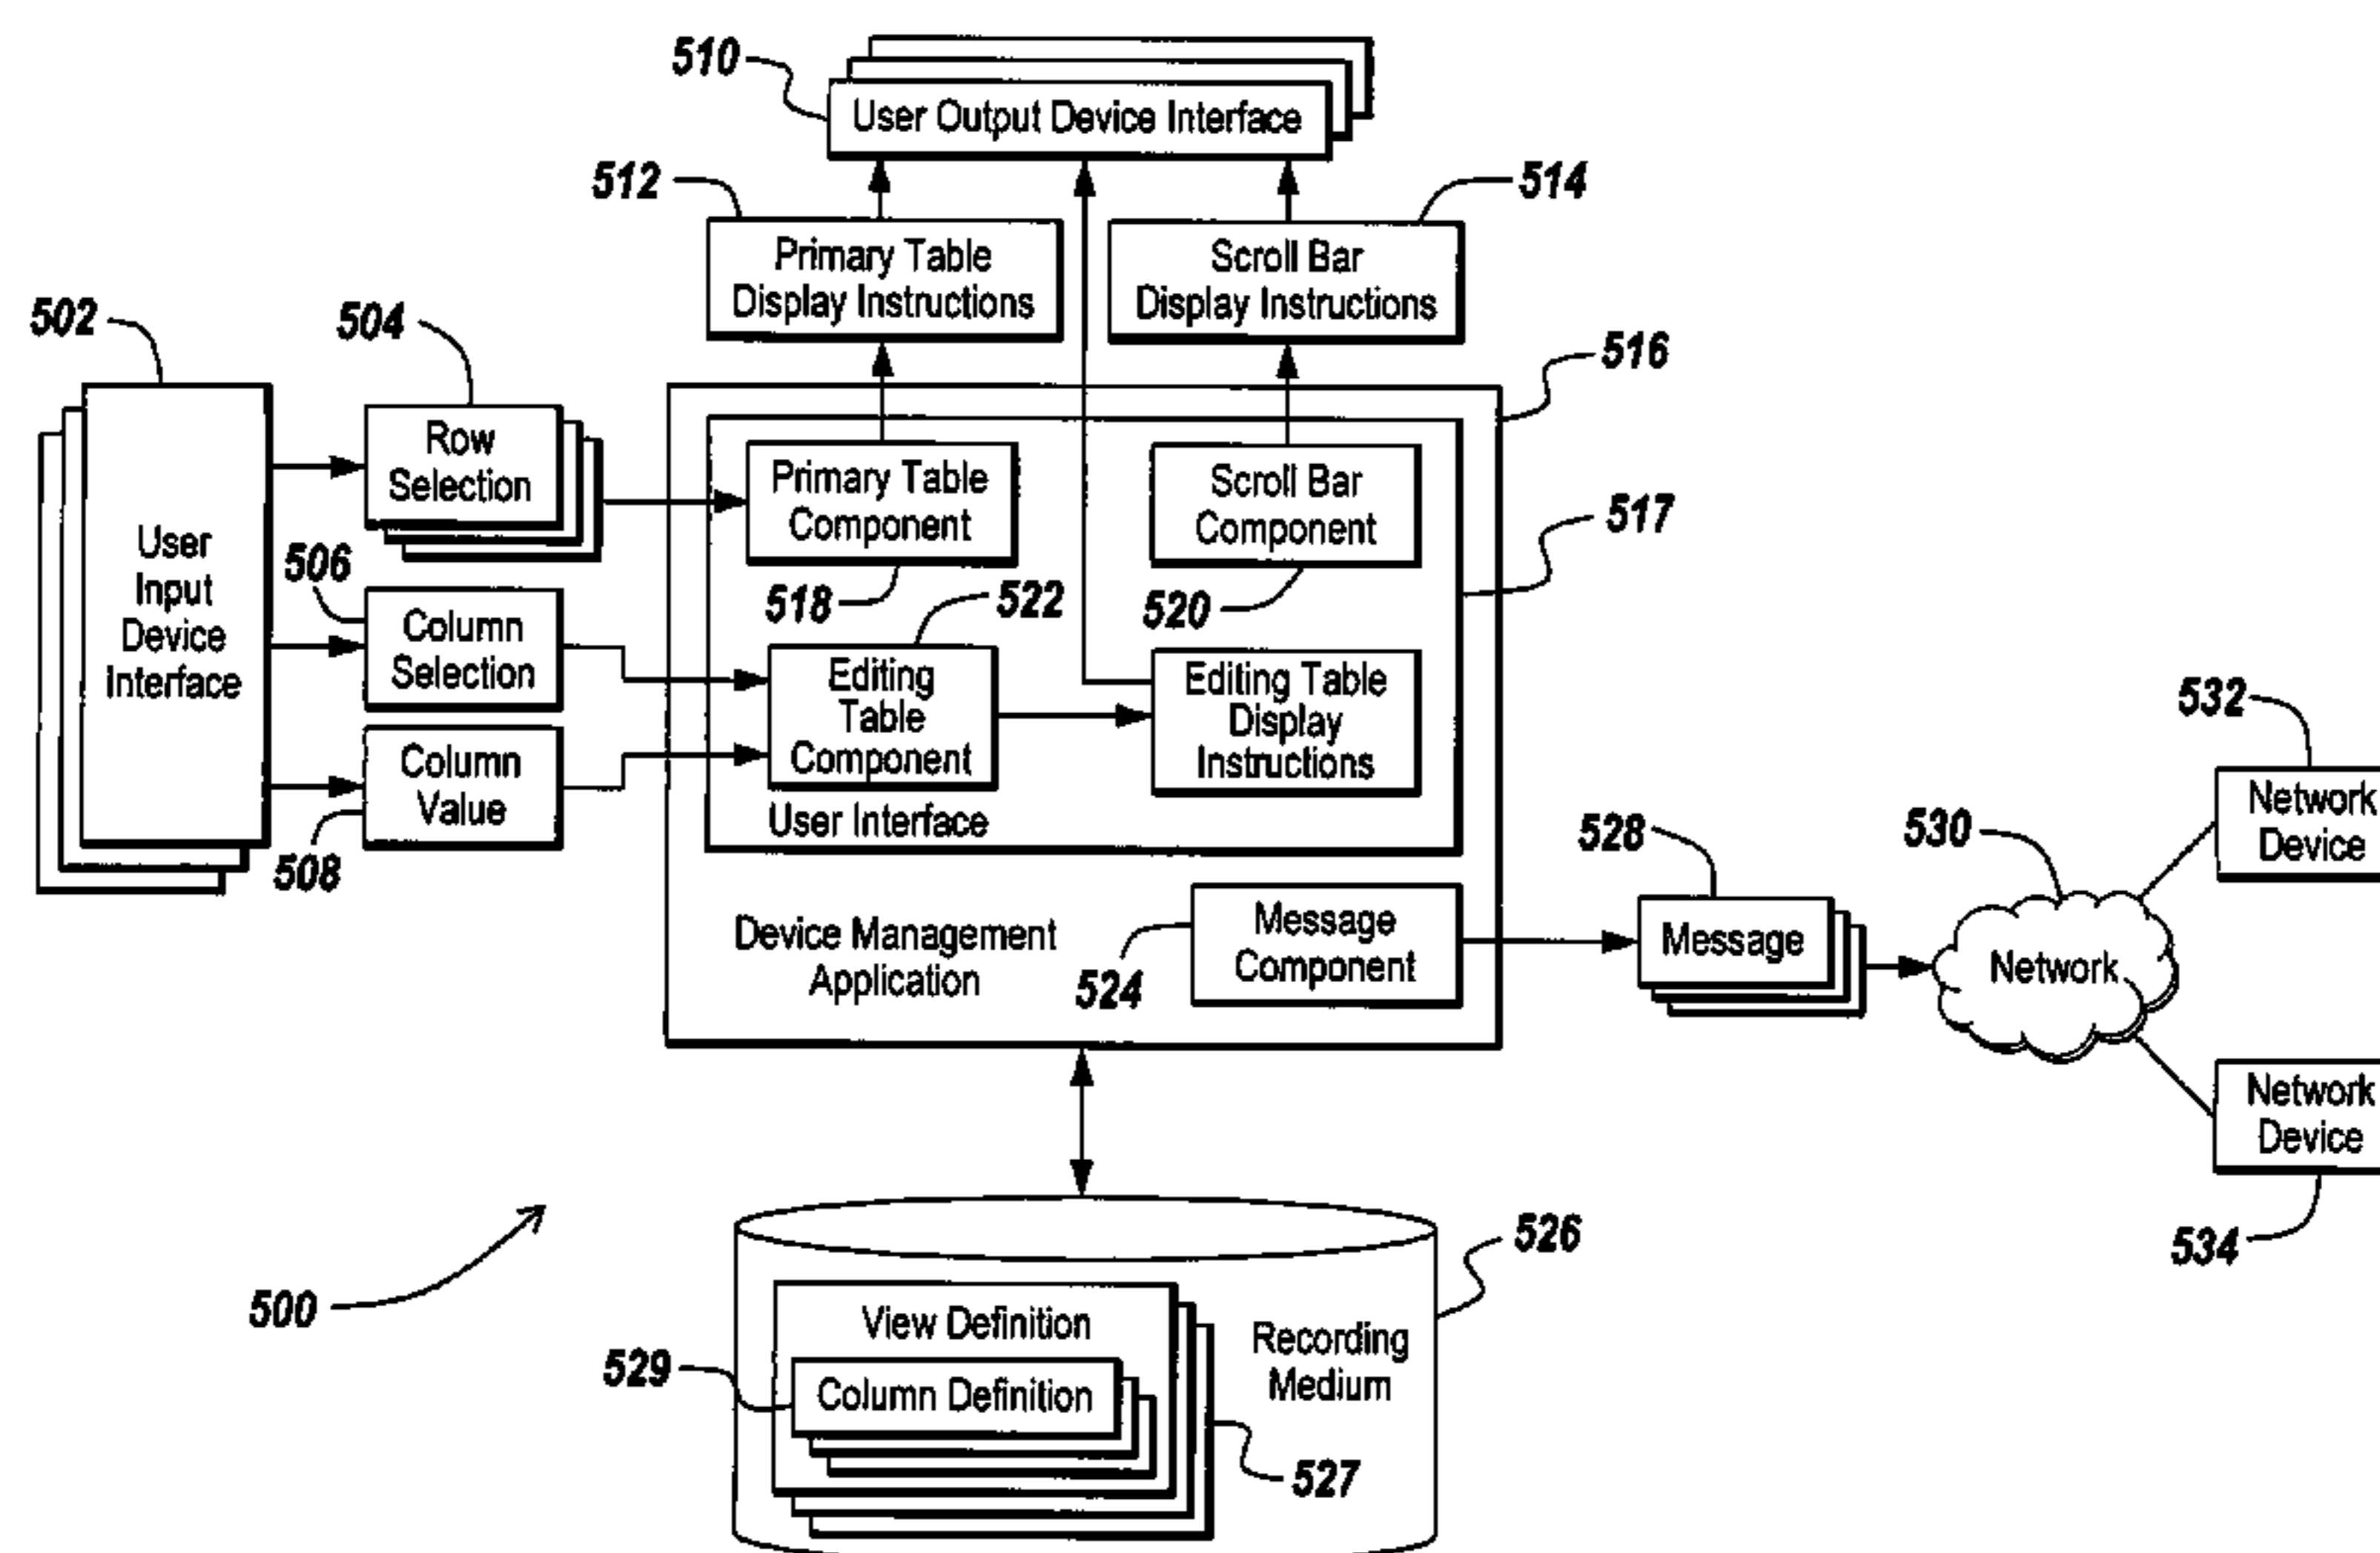 510
User Output Device Interface
512
514
Primary Table
Display Instructions
Scroll Bar
Display Instructions
502
504
516
Row
Selection
Primary Table
Component
Scroll Bar
Component
517
User
Input
Device
Interface
506
518
522
520
Column
Selection
Editing
Table
Component
Editing Table
Display
Instructions
532
Column
Value
508
User Interface
528
530
Network
Device
Device Management
Application
524
Message
Component
Message
Network
Network
Device
534
500
526
View Definition
Recording
Medium
529
Column Definition
527